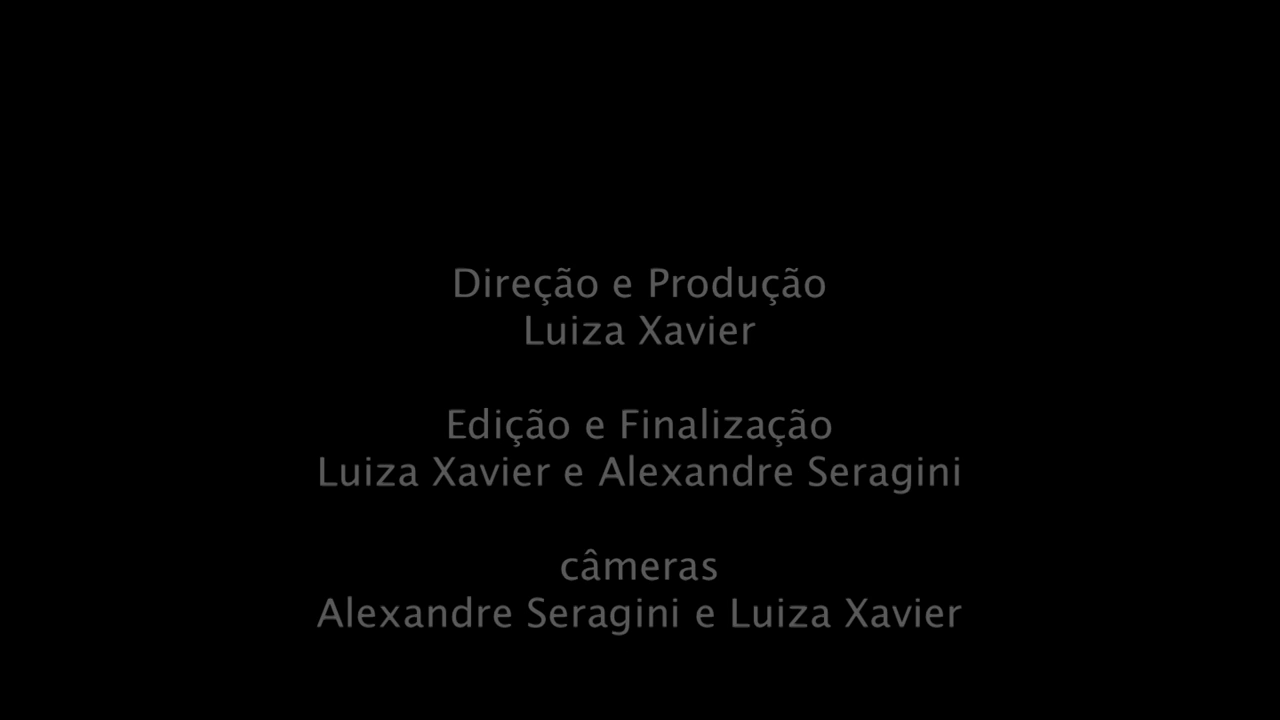 Direção e Produção
Luiza Xavier
Edição e Finalização
Luiza Xavier e Alexandre Seragini
câmeras
Alexandre Seragini e Luiza Xavier